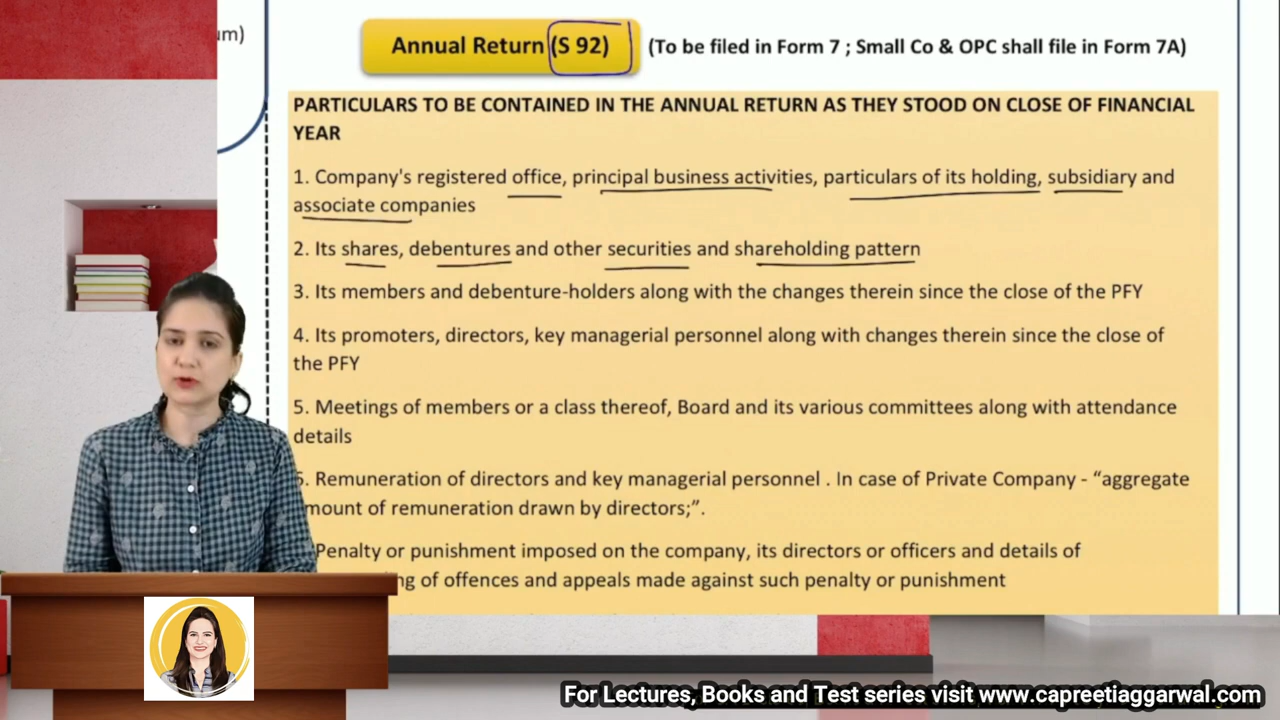 um)
Annual Return (S 92) (To be filed in Form 7 ; Small Co & OPC shall file in Form 7A)
PARTICULARS TO BE CONTAINED IN THE ANNUAL RETURN AS THEY STOOD ON CLOSE OF FINANCIAL
YEAR
1. Company's registered office, principal business activities, particulars of its holding, subsidiary and
associate companies
2. Its shares, debentures and other securities and shareholding pattern
3. Its members and debenture-holders along with the changes therein since the close of the PFY
4. Its promoters, directors, key managerial personnel along with changes therein since the close of
the PFY
5. Meetings of members or a class thereof, Board and its various committees along with attendance
details
Remuneration of directors and key managerial personnel . In case of Private Company - “aggregate
mount of remuneration drawn by directors;”.
Penalty or punishment imposed on the company, its directors or officers and details of
ng of offences and appeals made against such penalty or punishment
For Lectures, Books and Test series visit www.capreetiaggarwal.com